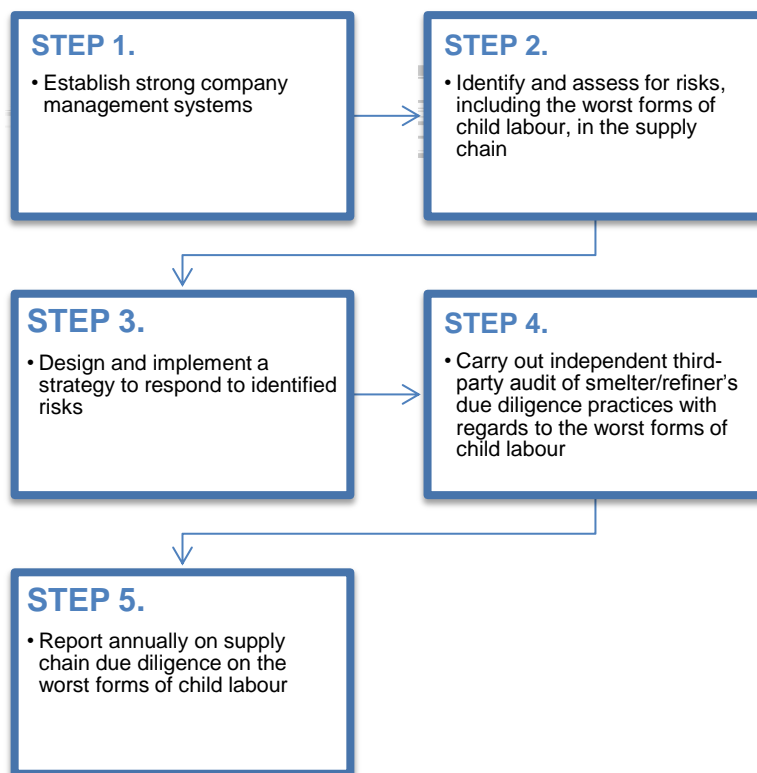 STEP 1.
• Establish strong company
management systems
STEP 2.
• Identify and assess for risks,
including the worst forms of
child labour, in the supply
chain
STEP 3.
• Design and implement a
strategy to respond to identified
risks
STEP 4.
• Carry out independent third-
party audit of smelter/refiner’s
due diligence practices with
regards to the worst forms of
child labour
STEP 5.
• Report annually on supply
chain due diligence on the
worst forms of child labour